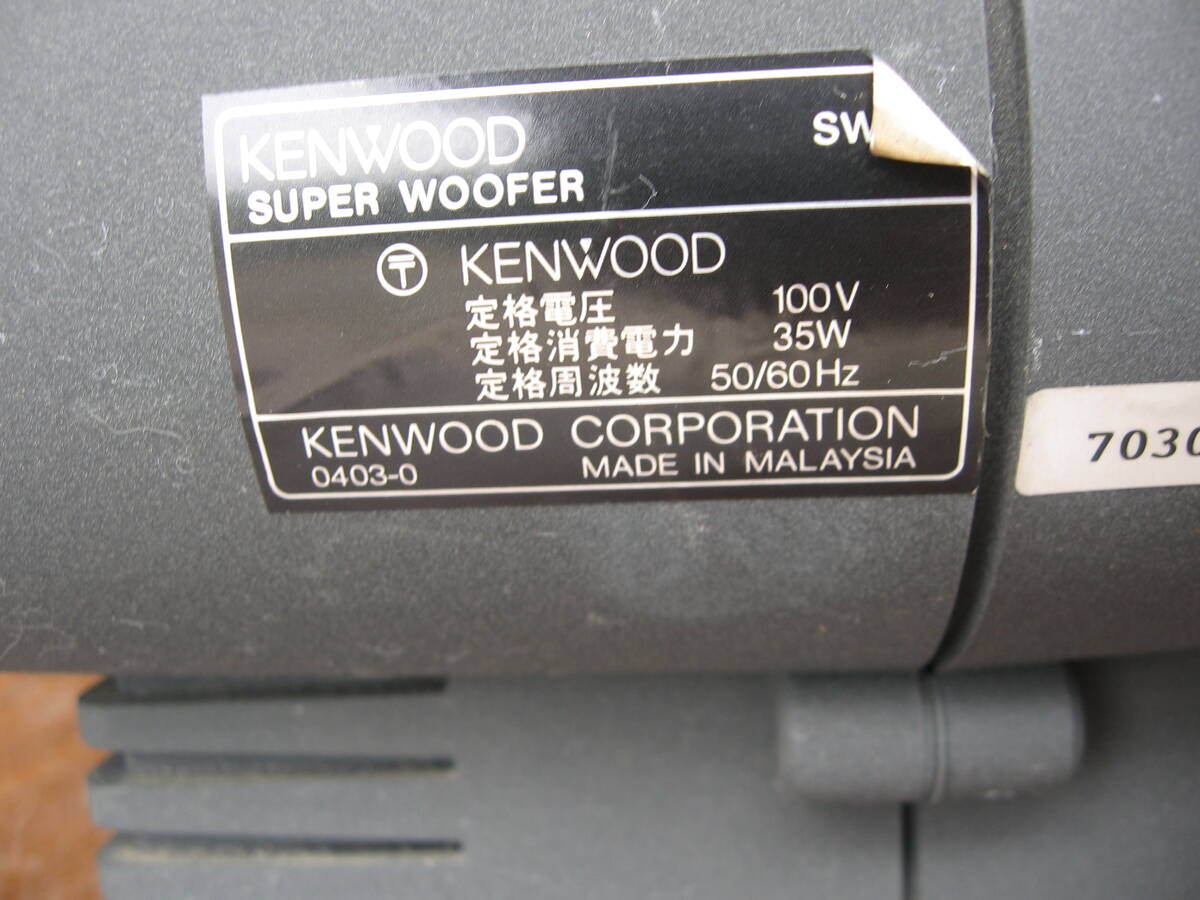 KENWOOD SW
SUPER WOOFER
〒 KENWOOD
定格電圧 100V
定格消費電力 35W
定格周波数 50/60Hz
KENWOOD CORPORATION
0403-0 MADE IN MALAYSIA
7030